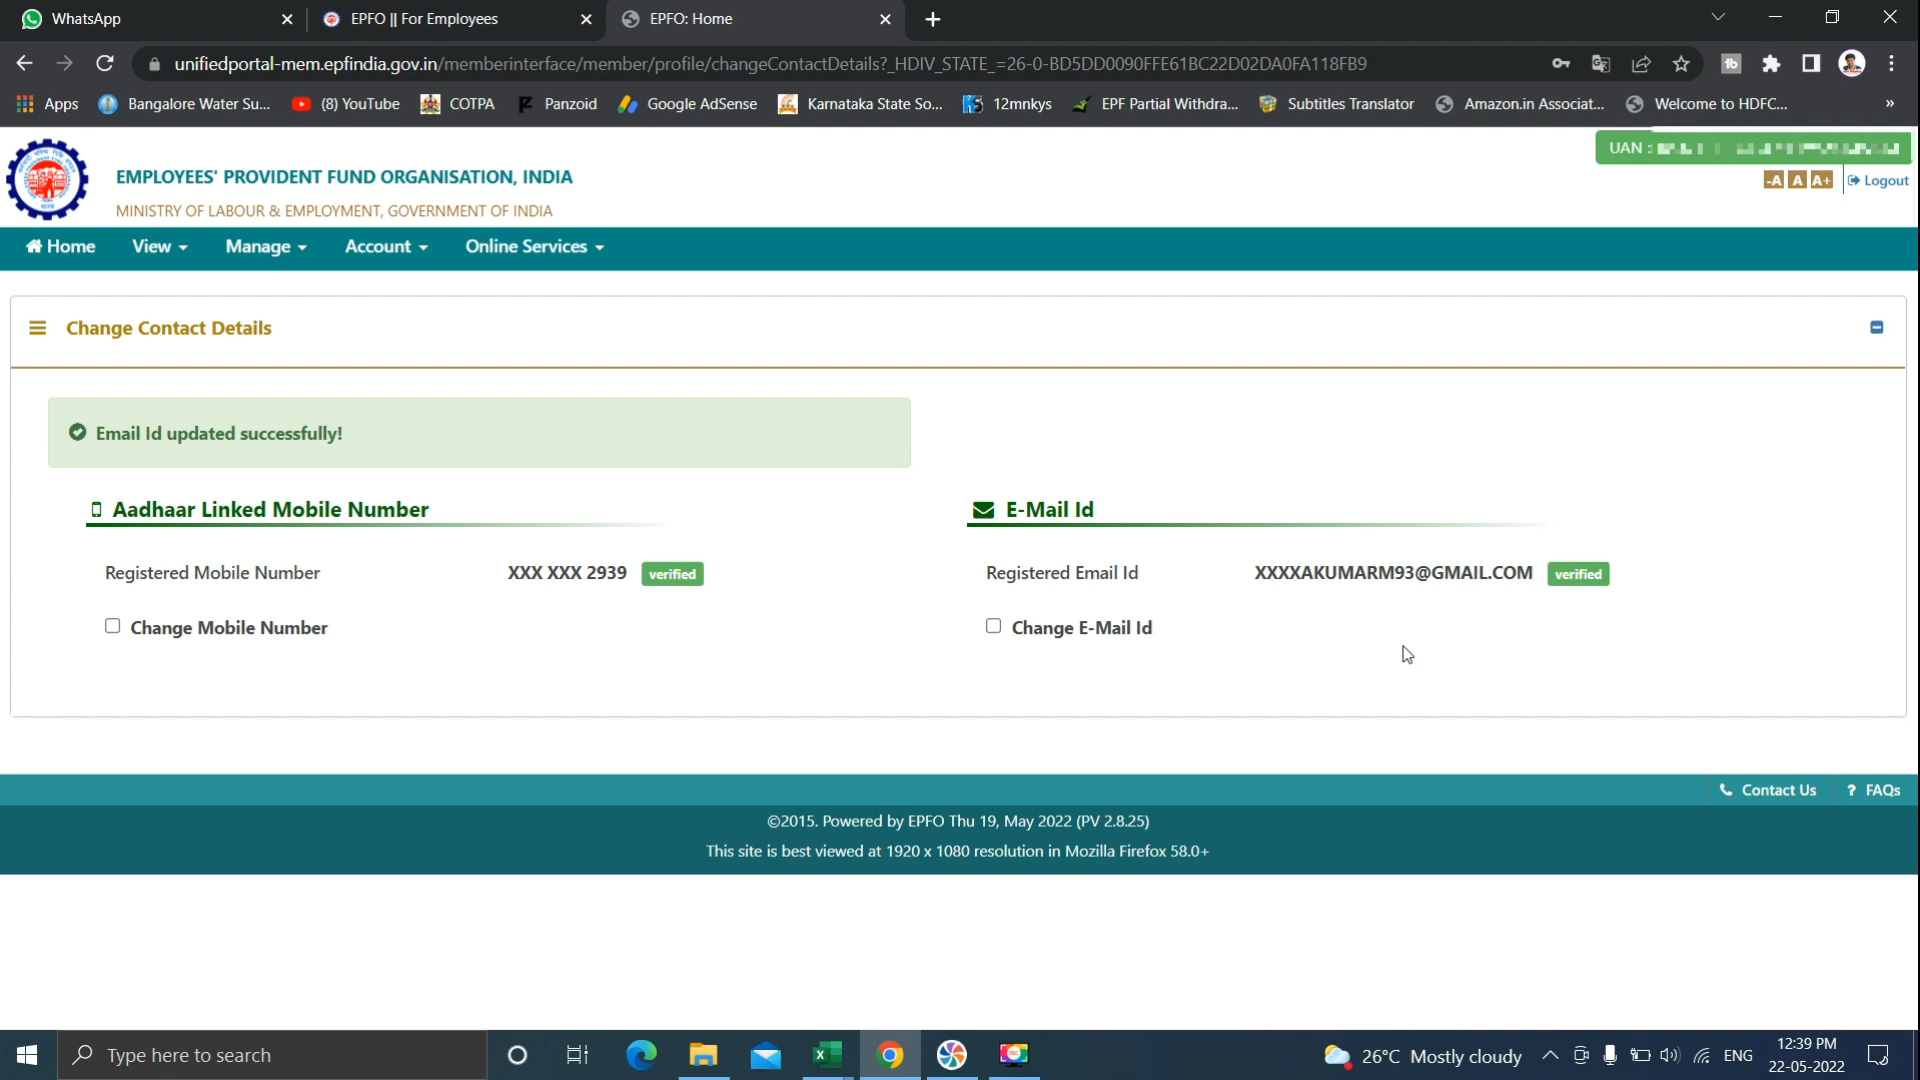 WhatsApp
EPFO || For Employees
EPFO: Home
unifiedportal-mem.epfindia.gov.in/memberinterface/member/profile/changeContactDetails?_HDIV_STATE_=26-0-BD5DD0090FFE61BC22D02DA0FA118FB9
Apps Bangalore Water Su... (8) YouTube COTPA Panzoid Google AdSense Karnataka State So... 12mnkys EPF Partial Withdra... Subtitles Translator Amazon.in Associat... Welcome to HDFC... »
UAN :
EMPLOYEES' PROVIDENT FUND ORGANISATION, INDIA
-A A A+ Logout
MINISTRY OF LABOUR & EMPLOYMENT, GOVERNMENT OF INDIA
Home View Manage Account Online Services
Change Contact Details
Email Id updated successfully!
Aadhaar Linked Mobile Number
E-Mail Id
Registered Mobile Number XXX XXX 2939 verified
Registered Email Id XXXXAKUMARM93@GMAIL.COM verified
Change Mobile Number
Change E-Mail Id
Contact Us ? FAQs
©2015. Powered by EPFO Thu 19, May 2022 (PV 2.8.25)
This site is best viewed at 1920 x 1080 resolution in Mozilla Firefox 58.0+
Type here to search
26°C Mostly cloudy
ENG
12:39 PM
22-05-2022